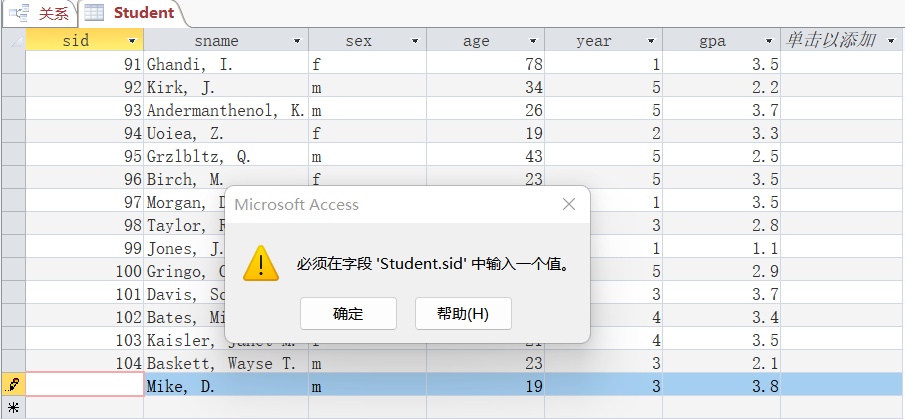 关系 Student
sid sname sex age year gpa 单击以添加
91 Ghandi, I. f 78 1 3.5
92 Kirk, J. m 34 5 2.2
93 Andermanthenol, K. m 26 5 3.7
94 Uoiea, Z. f 19 2 3.3
95 Grzlbltz, Q. m 43 5 2.5
96 Birch, M. f 23 5 3.5
97 Morgan, 1 3.5
98 Taylor, 3 2.8
99 Jones, J. 1 1.1
100 Gringo, 5 2.9
101 Davis, 3 3.7
102 Bates, 4 3.4
103 Kaisler, 21 4 3.5
104 Baskett, Wayse T. m 23 3 2.1
Mike, D. m 19 3 3.8
Microsoft Access
必须在字段 'Student.sid' 中输入一个值。
确定 帮助(H)